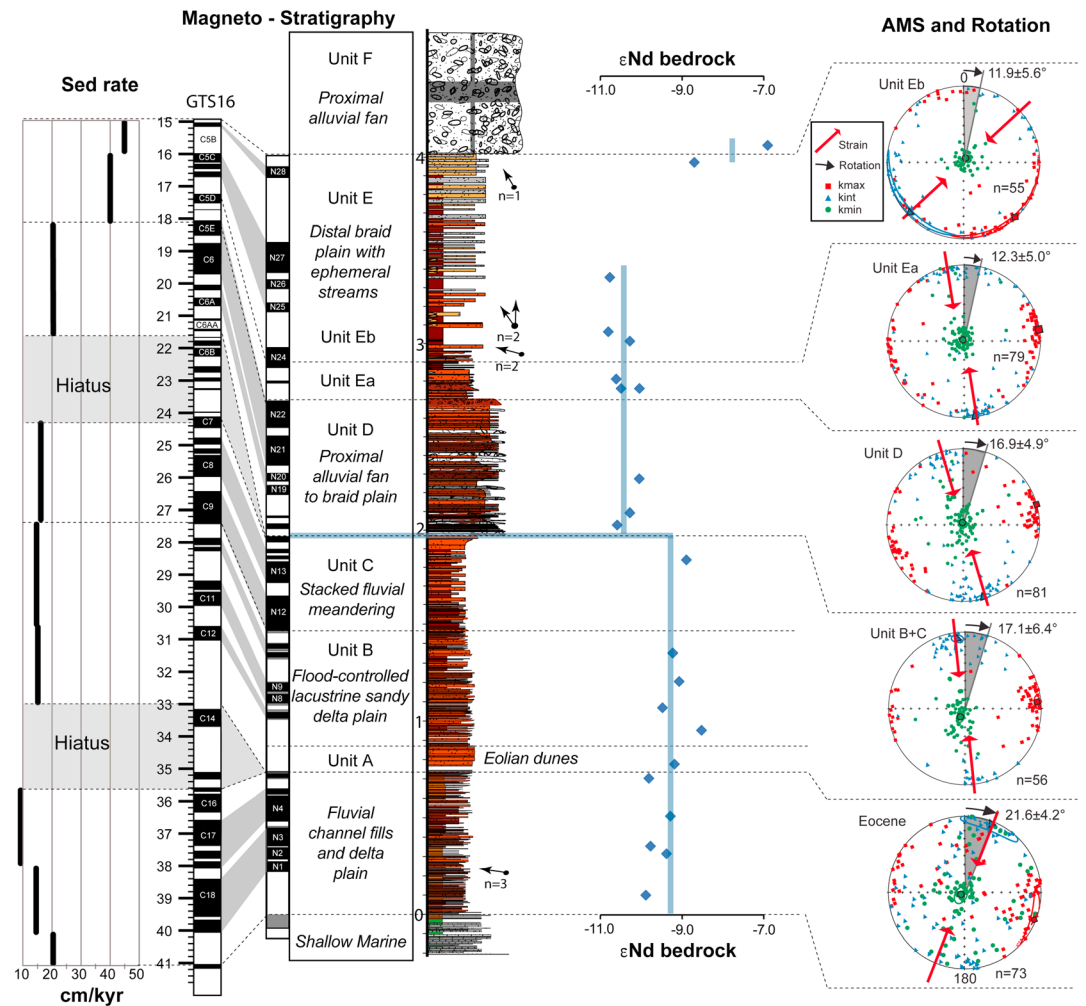 Magneto - Stratigraphy
AMS and Rotation
Sed rate
GTS16
εNd bedrock
-11.0
-9.0
-7.0
15
16
17
18
19
20
21
22
23
24
25
26
27
28
29
30
31
32
33
34
35
36
37
38
39
40
41
Hiatus
Hiatus
10
20
30
40
50
cm/kyr
C5B
C5C
C5D
C5E
C6
C6A
C6AA
C6B
C7
C8
C9
C11
C12
C14
C16
C17
C18
N28
N27
N26
N25
N24
N22
N21
N20
N19
N13
N12
N9
N8
N4
N3
N2
N1
Unit F
Proximal
alluvial fan
Unit E
Distal braid
plain with
ephemeral
streams
Unit Eb
Unit Ea
Unit D
Proximal
alluvial fan
to braid plain
Unit C
Stacked fluvial
meandering
Unit B
Flood-controlled
lacustrine sandy
delta plain
Unit A
Fluvial
channel fills
and delta
plain
Shallow Marine
4
3
2
1
0
n=1
n=2
n=2
Eolian dunes
n=3
-11.0
-9.0
-7.0
εNd bedrock
Strain
Rotation
kmax
kint
kmin
Unit Eb
0
11.9±5.6°
n=55
Unit Ea
12.3±5.0°
n=79
Unit D
16.9±4.9°
n=81
Unit B+C
17.1±6.4°
n=56
Eocene
21.6±4.2°
180
n=73